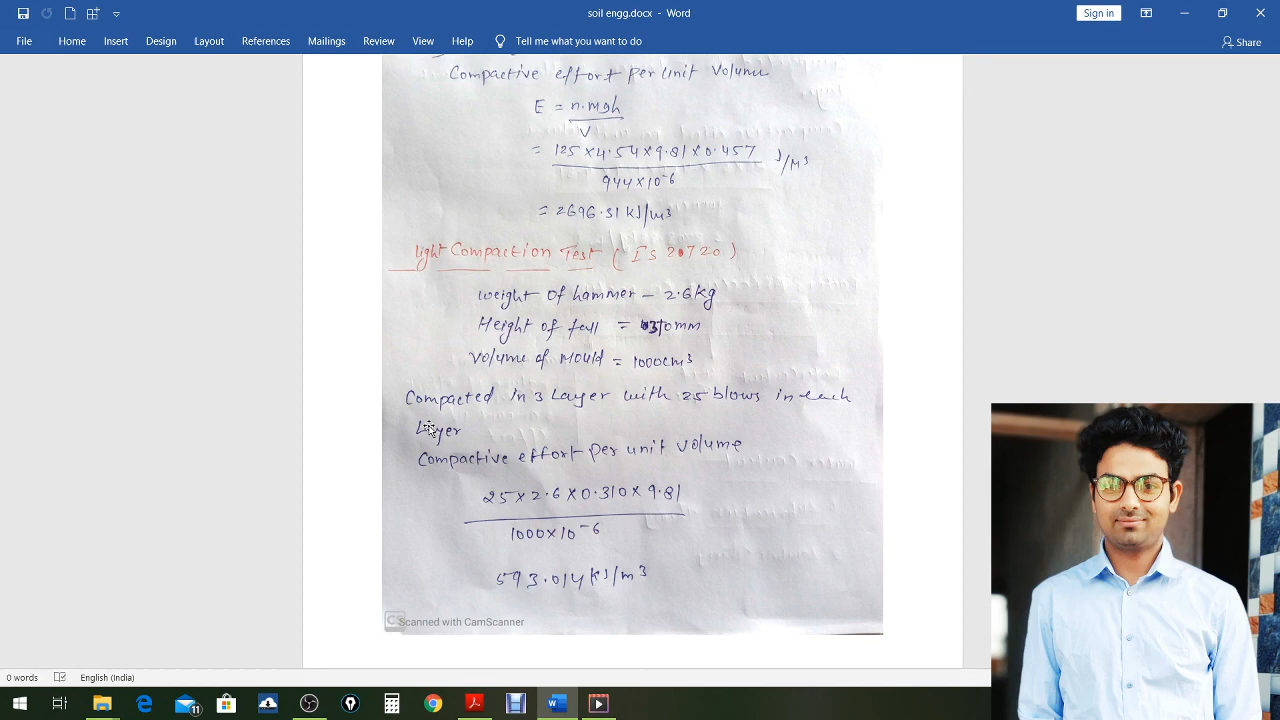 soil engg.docx - Word
Sign in
File Home Insert Design Layout References Mailings Review View Help Tell me what you want to do
Share
Compactive effort per unit volume
E = n.mgh
V
= 125 x 4.54 x 9.81 x 0.457 J/M³
944 x 10⁻⁶
= 2696.31 KJ/m³
light Compaction Test ( IS 2720 )
weight of hammer - 2.6kg
Height of fall = 310mm
Volume of Mould = 1000cm³
Compacted in 3 Layer with 25 blows in each
Layer
Compactive effort per unit volume
25 x 2.6 x 0.310 x 9.81
1000 x 10⁻⁶
593.014 KJ/m³
CS Scanned with CamScanner
0 words English (India)
11